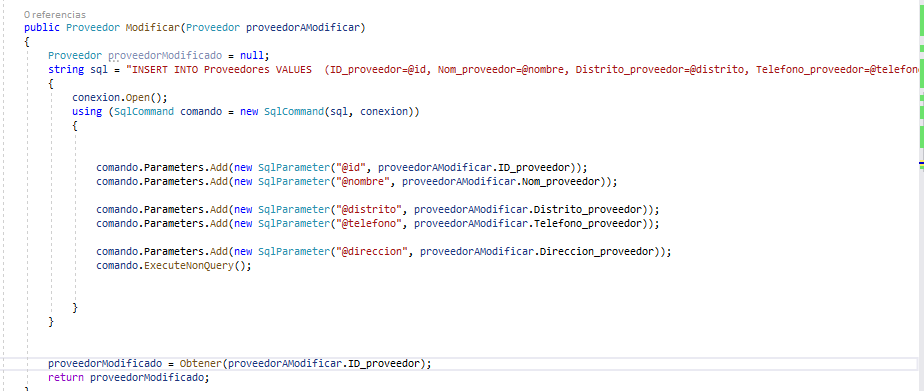 0 referencias
public Proveedor Modificar(Proveedor proveedorAModificar)
{
Proveedor proveedorModificado = null;
string sql = "INSERT INTO Proveedores VALUES  (ID_proveedor=@id, Nom_proveedor=@nombre, Distrito_proveedor=@distrito, Telefono_proveedor=@telefon
{
conexion.Open();
using (SqlCommand comando = new SqlCommand(sql, conexion))
{
comando.Parameters.Add(new SqlParameter("@id", proveedorAModificar.ID_proveedor));
comando.Parameters.Add(new SqlParameter("@nombre", proveedorAModificar.Nom_proveedor));
comando.Parameters.Add(new SqlParameter("@distrito", proveedorAModificar.Distrito_proveedor));
comando.Parameters.Add(new SqlParameter("@telefono", proveedorAModificar.Telefono_proveedor));
comando.Parameters.Add(new SqlParameter("@direccion", proveedorAModificar.Direccion_proveedor));
comando.ExecuteNonQuery();
}
}
proveedorModificado = Obtener(proveedorAModificar.ID_proveedor);
return proveedorModificado;
}